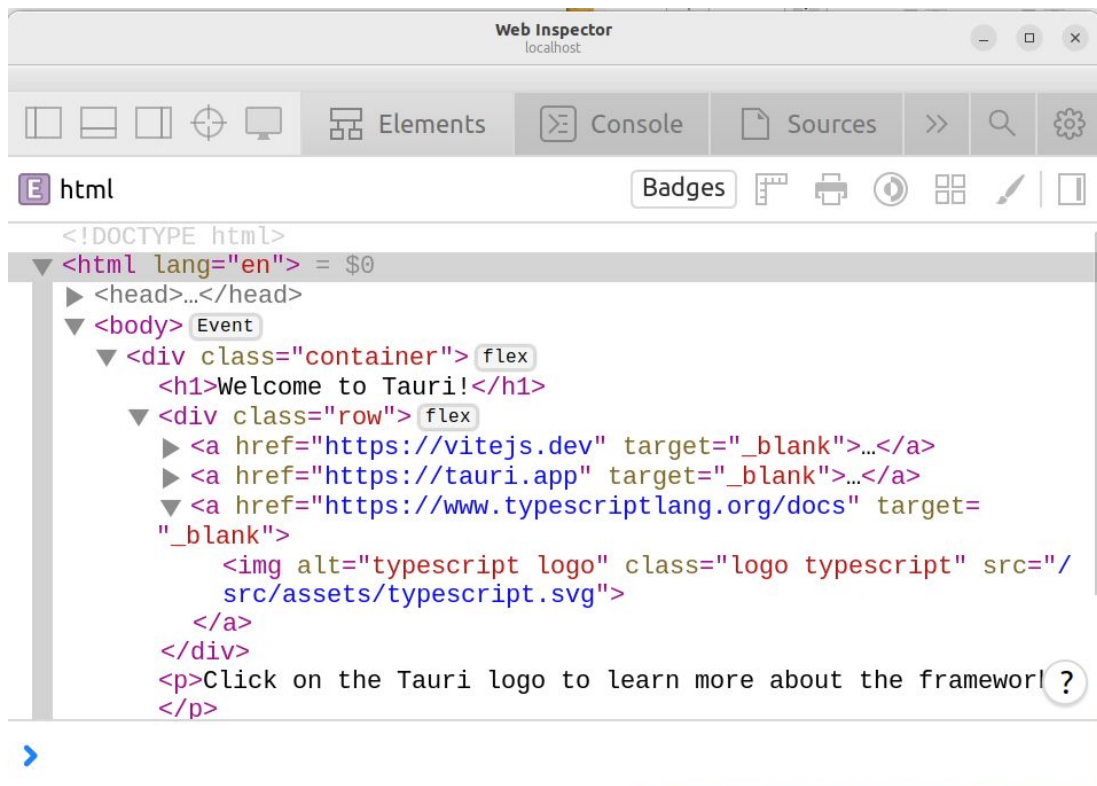 Web Inspector
localhost
Elements
Console
Sources
E html
Badges
<!DOCTYPE html>
<html lang="en"> = $0
<head>…</head>
<body> Event
<div class="container"> flex
<h1>Welcome to Tauri!</h1>
<div class="row"> flex
<a href="https://vitejs.dev" target="_blank">…</a>
<a href="https://tauri.app" target="_blank">…</a>
<a href="https://www.typescriptlang.org/docs" target=
"_blank">
<img alt="typescript logo" class="logo typescript" src="/
src/assets/typescript.svg">
</a>
</div>
<p>Click on the Tauri logo to learn more about the
?
</p>